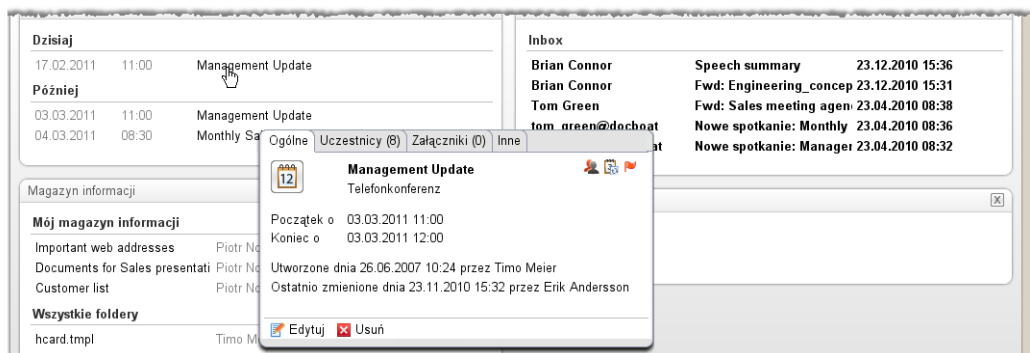 Dzisiaj
17.02.2011 11:00 Management Update
Później
03.03.2011 11:00 Management Update
04.03.2011 08:30 Monthly Sa
Inbox
Brian Connor Speech summary 23.12.2010 15:36
Brian Connor Fwd: Engineering_concep 23.12.2010 15:31
Tom Green Fwd: Sales meeting agen 23.04.2010 08:38
tom_green@docboat Nowe spotkanie: Monthly 23.04.2010 08:36
at Nowe spotkanie: Manager 23.04.2010 08:32
Ogólne Uczestnicy (8) Załączniki (0) Inne
12 Management Update
Telefonkonferenz
Początek o 03.03.2011 11:00
Koniec o 03.03.2011 12:00
Utworzone dnia 26.06.2007 10:24 przez Timo Meier
Ostatnio zmienione dnia 23.11.2010 15:32 przez Erik Andersson
Edytuj Usuń
Magazyn informacji
Mój magazyn informacji
Important web addresses Piotr No
Documents for Sales presentati Piotr No
Customer list Piotr No
Wszystkie foldery
hcard.tmpl Timo M